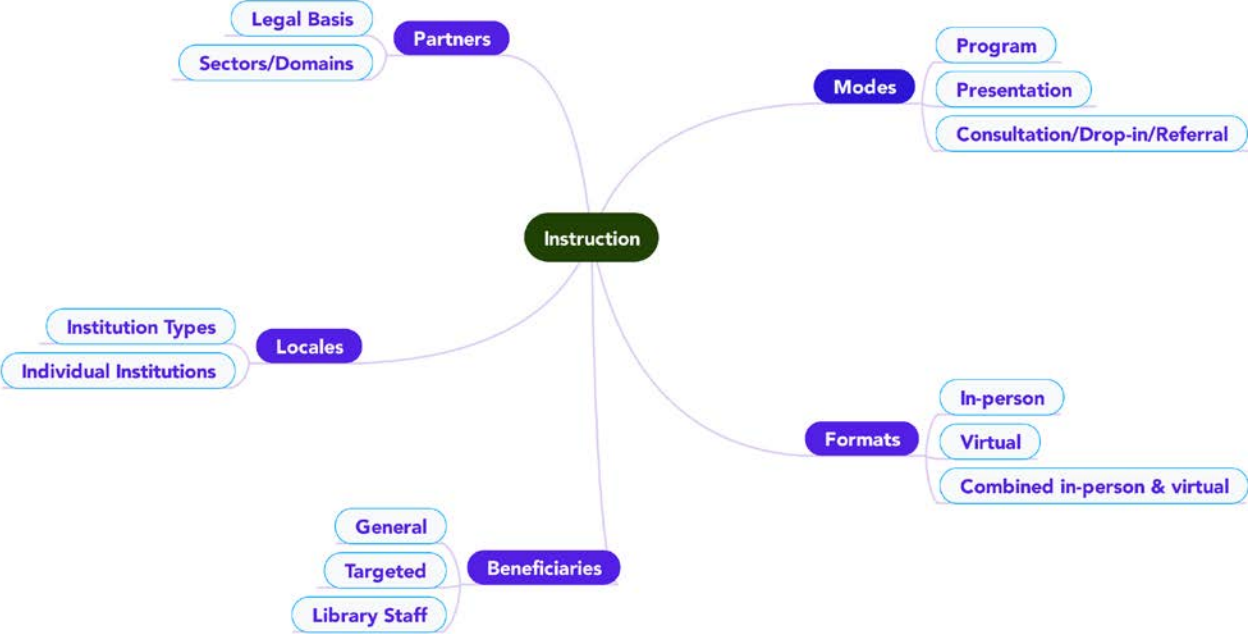 Legal Basis
Sectors/Domains
Partners
Modes
Program
Presentation
Consultation/Drop-in/Referral
Instruction
Institution Types
Individual Institutions
Locales
Formats
In-person
Virtual
Combined in-person & virtual
General
Targeted
Library Staff
Beneficiaries